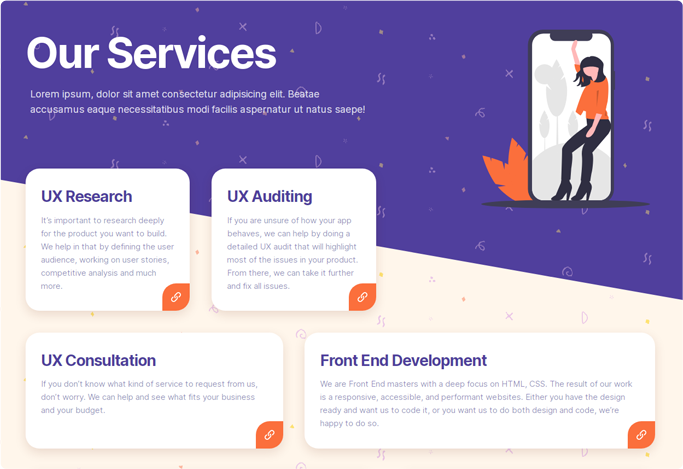 Our Services
Lorem ipsum, dolor sit amet consectetur adipisicing elit. Beatae
accusamus eaque necessitatibus modi facilis aspernatur ut natus saepe!
UX Research
It's important to research deeply
for the product you want to build.
We help in that by defining the user
audience, working on user stories,
competitive analysis and much
more.
UX Auditing
If you are unsure of how your app
behaves, we can help by doing a
detailed UX audit that will highlight
most of the issues in your product.
From there, we can take it further
and fix all issues.
UX Consultation
If you don't know what kind of service to request from us,
don't worry. We can help and see what fits your business
and your budget.
Front End Development
We are Front End masters with a deep focus on HTML, CSS. The result of our work
is a responsive, accessible, and performant websites. Either you have the design
ready and want us to code it, or you want us to do both design and code, we're
happy to do so.